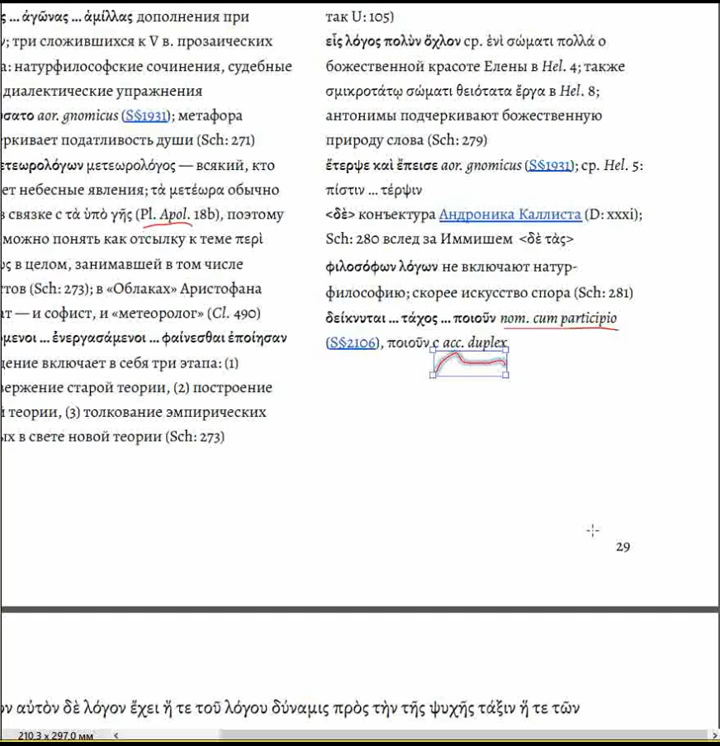 ς ... ἀγῶνας ... ἁμίλλας дополнения при
ν; три сложившихся к V в. прозаических
а: натурфилософские сочинения, судебные
диалектические упражнения
σατο aor. gnomicus (S§1931); метафора
ркивает податливость души (Sch: 271)
ετεωρολόγων μετεωρολόγος — всякий, кто
ет небесные явления; τὰ μετέωρα обычно
в связке с τὰ ὑπὸ γῆς (Pl. Apol. 18b), поэтому
можно понять как отсылку к теме περὶ
ως в целом, занимавшей в том числе
тов (Sch: 273); в «Облаках» Аристофана
ат — и софист, и «метеоролог» (Cl. 490)
μενοι ... ἐνεργασάμενοι ... φαίνεσθαι ἐποίησαν
дение включает в себя три этапа: (1)
вержение старой теории, (2) построение
й теории, (3) толкование эмпирических
ых в свете новой теории (Sch: 273)
так U: 105)
εἷς λόγος πολὺν ὄχλον ср. ἑνὶ σώματι πολλά о
божественной красоте Елены в Hel. 4; также
σμικροτάτῳ σώματι θειότατα ἔργα в Hel. 8;
антонимы подчеркивают божественную
природу слова (Sch: 279)
ἔτερψε καὶ ἔπεισε aor. gnomicus (S§1931); ср. Hel. 5:
πίστιν ... τέρψιν
<δὲ> конъектура Андроника Каллиста (D: xxxi);
Sch: 280 вслед за Иммишем <δὲ τὰς>
φιλοσόφων λόγων не включают натур-
философию; скорее искусство спора (Sch: 281)
δείκνυται ... τάχος ... ποιοῦν nom. cum participio
(S§2106), ποιοῦν с acc. duplex
29
ον αὐτὸν δὲ λόγον ἔχει ἥ τε τοῦ λόγου δύναμις πρὸς τὴν τῆς ψυχῆς τάξιν ἥ τε τῶν
210,3 x 297,0 мм